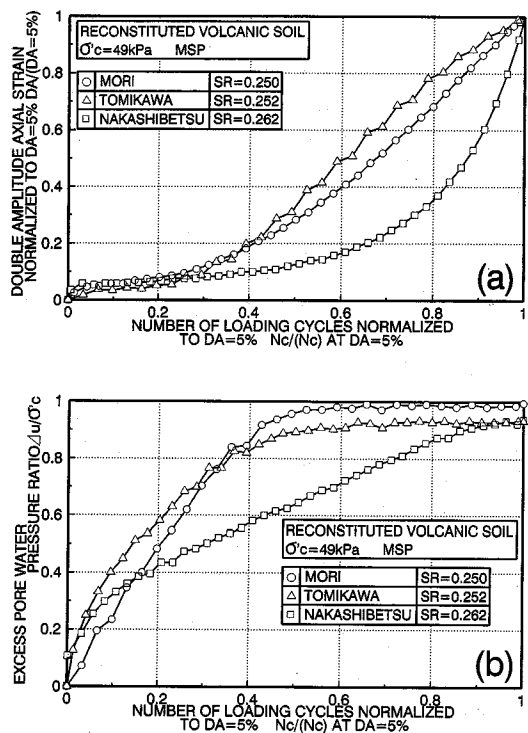 RECONSTITUTED VOLCANIC SOIL
σ'c=49kPa MSP
MORI SR=0.250
TOMIKAWA SR=0.252
NAKASHIBETSU SR=0.262
DOUBLE AMPLITUDE AXIAL STRAIN
NORMALIZED TO DA=5% DA/(DA=5%)
1
0.8
0.6
0.4
0.2
0
(a)
0 0.2 0.4 0.6 0.8 1
NUMBER OF LOADING CYCLES NORMALIZED
TO DA=5% Nc/(Nc) AT DA=5%
EXCESS PORE WATER
PRESSURE RATIO Δu/σ'c
1
0.8
0.6
0.4
0.2
0
RECONSTITUTED VOLCANIC SOIL
σ'c=49kPa MSP
MORI SR=0.250
TOMIKAWA SR=0.252
NAKASHIBETSU SR=0.262
(b)
0 0.2 0.4 0.6 0.8 1
NUMBER OF LOADING CYCLES NORMALIZED
TO DA=5% Nc/(Nc) AT DA=5%